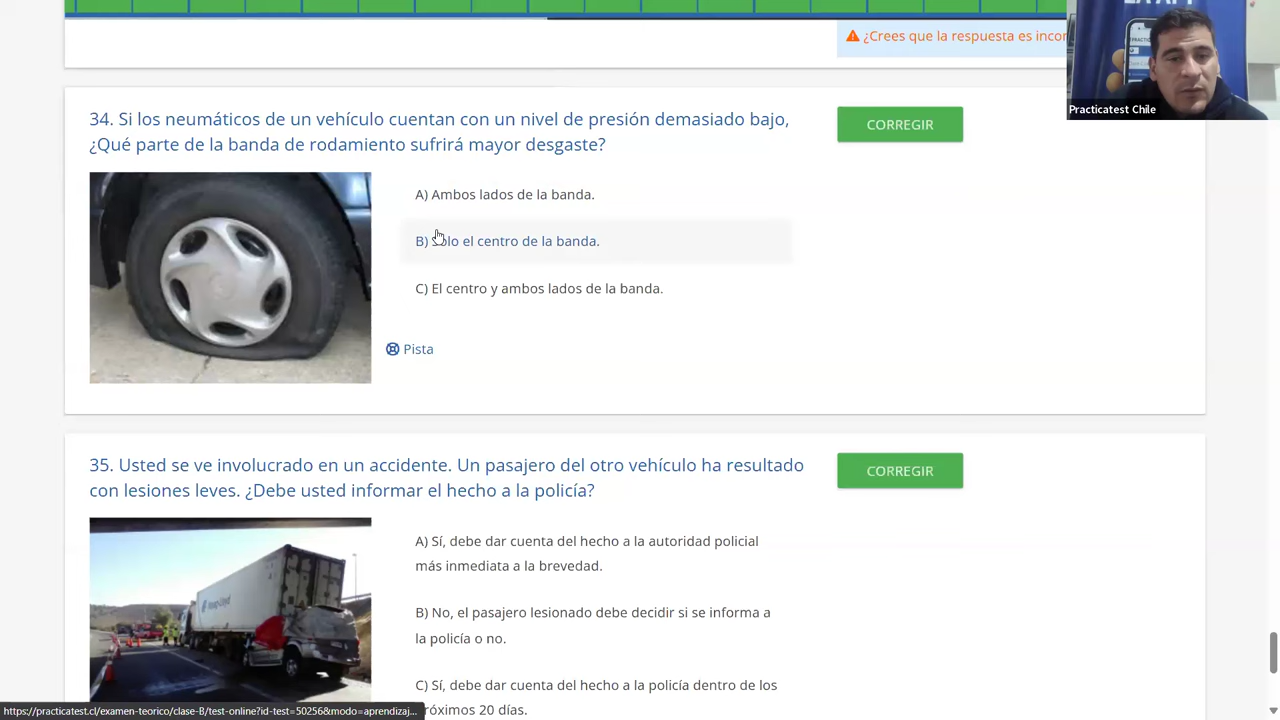 LA APP
¿Crees que la respuesta es incor
Practicatest Chile
34. Si los neumáticos de un vehículo cuentan con un nivel de presión demasiado bajo,
¿Qué parte de la banda de rodamiento sufrirá mayor desgaste?
CORREGIR
A) Ambos lados de la banda.
B) Sólo el centro de la banda.
C) El centro y ambos lados de la banda.
Pista
35. Usted se ve involucrado en un accidente. Un pasajero del otro vehículo ha resultado
con lesiones leves. ¿Debe usted informar el hecho a la policía?
CORREGIR
A) Sí, debe dar cuenta del hecho a la autoridad policial
más inmediata a la brevedad.
B) No, el pasajero lesionado debe decidir si se informa a
la policía o no.
C) Sí, debe dar cuenta del hecho a la policía dentro de los
próximos 20 días.
https://practicatest.cl/examen-teorico/clase-B/test-online?id-test=50256&modo=aprendizaj...